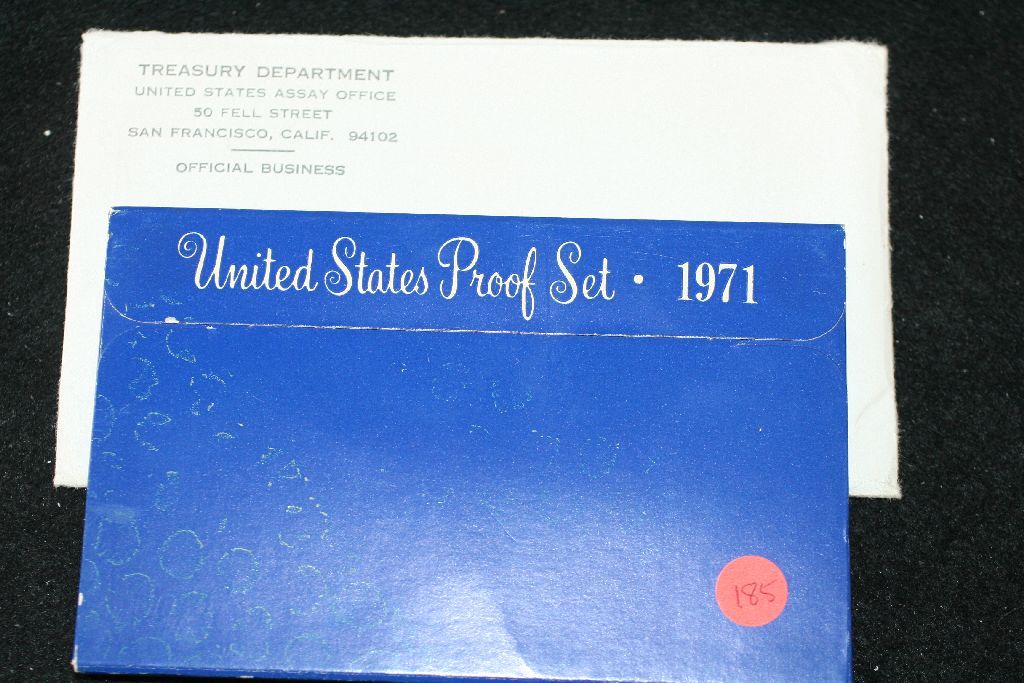 TREASURY DEPARTMENT
UNITED STATES ASSAY OFFICE
50 FELL STREET
SAN FRANCISCO, CALIF. 94102
OFFICIAL BUSINESS
United States Proof Set • 1971
185